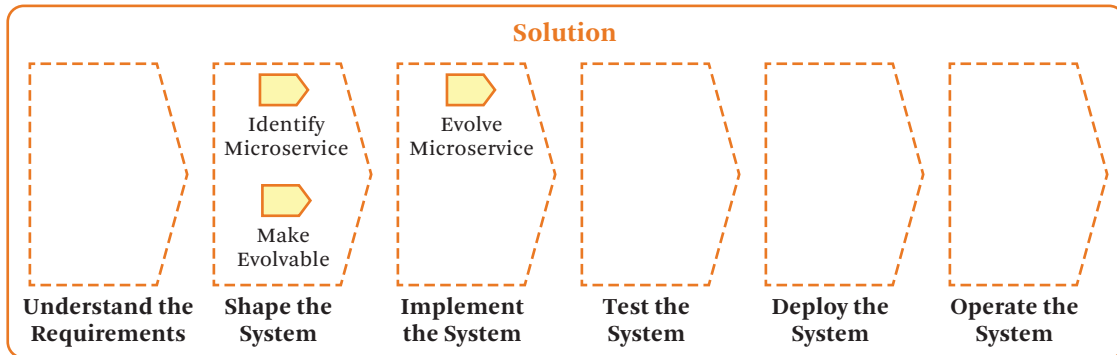 Solution
Identify
Microservice
Make
Evolvable
Evolve
Microservice
Understand the
Requirements
Shape the
System
Implement
the System
Test the
System
Deploy the
System
Operate the
System